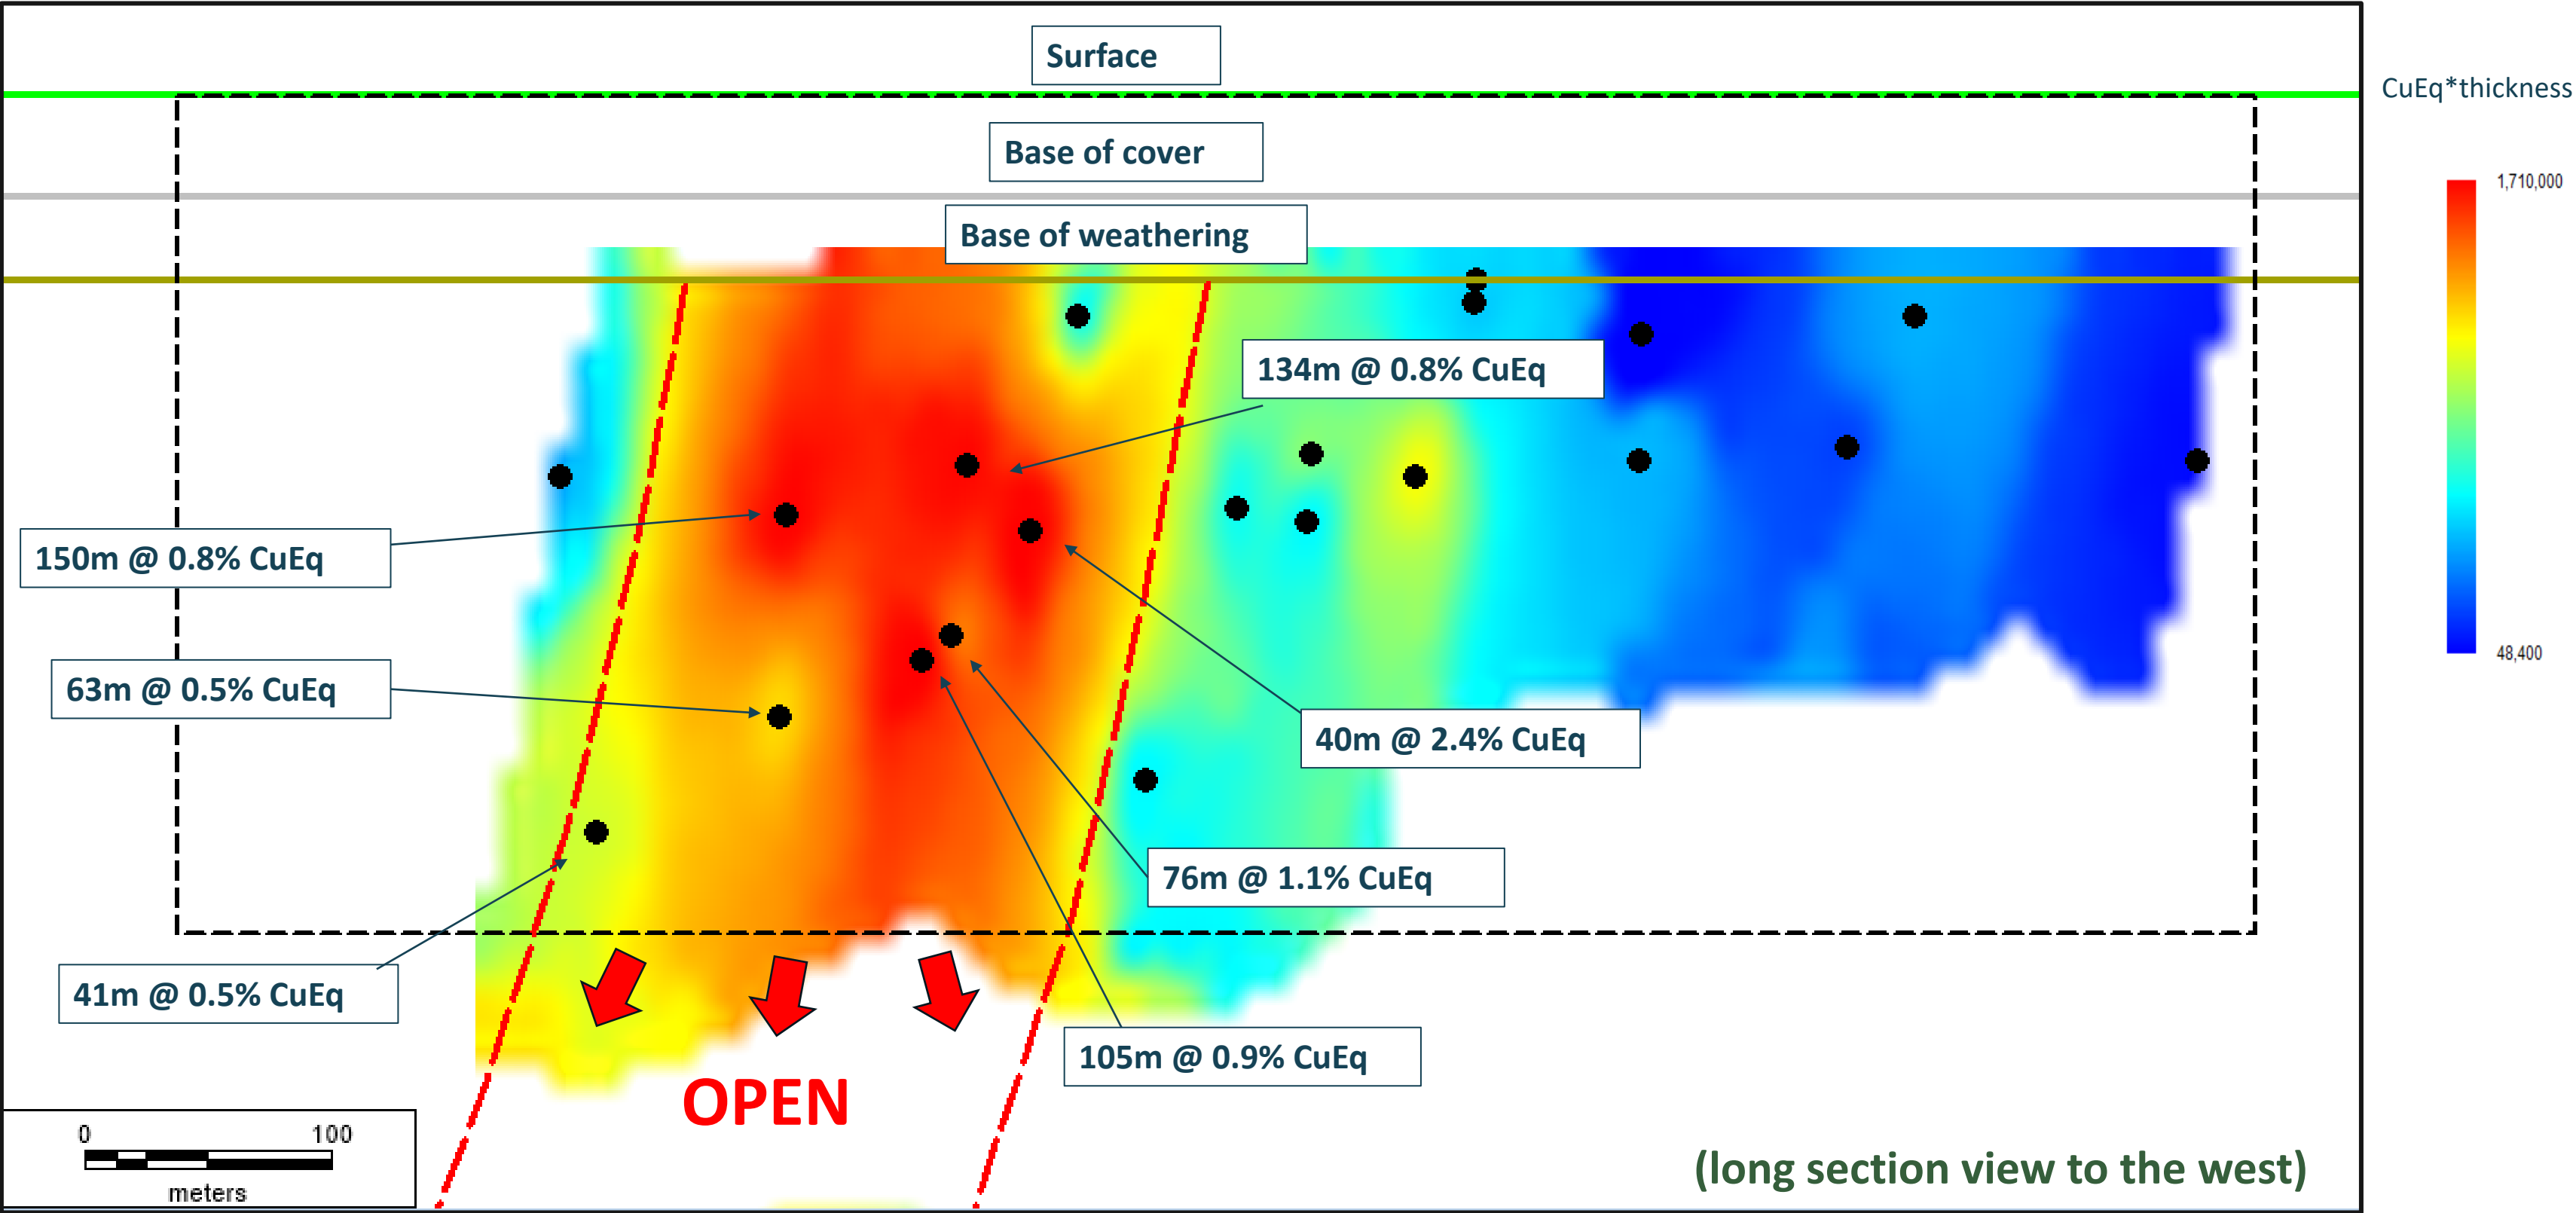 Surface
CuEq*thickness
Base of cover
1,710,000
Base of weathering
134m @ 0.8% CuEq
150m @ 0.8% CuEq
63m @ 0.5% CuEq
48,400
40m @ 2.4% CuEq
76m @ 1.1% CuEq
41m @ 0.5% CuEq
105m @ 0.9% CuEq
OPEN
0 100
meters
(long section view to the west)